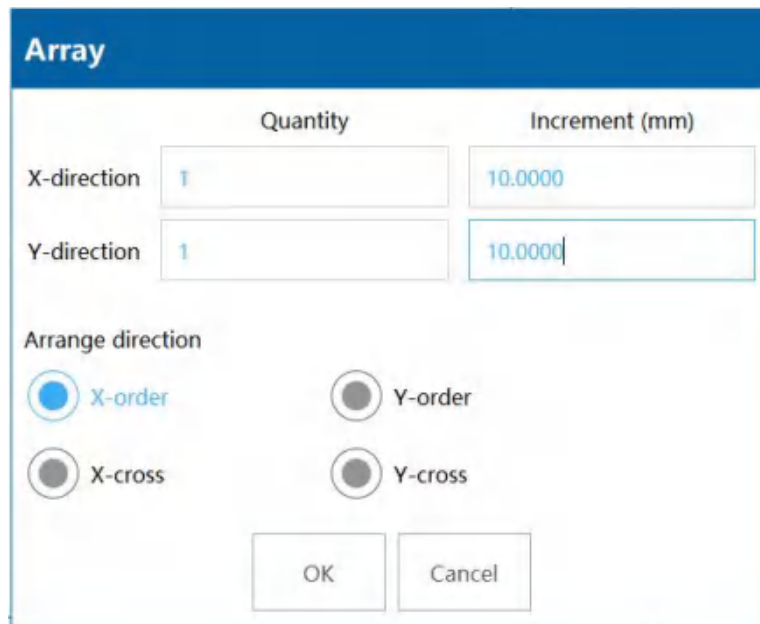 Array
Quantity Increment (mm)
X-direction 1 10.0000
Y-direction 1 10.0000
Arrange direction
X-order Y-order
X-cross Y-cross
OK Cancel